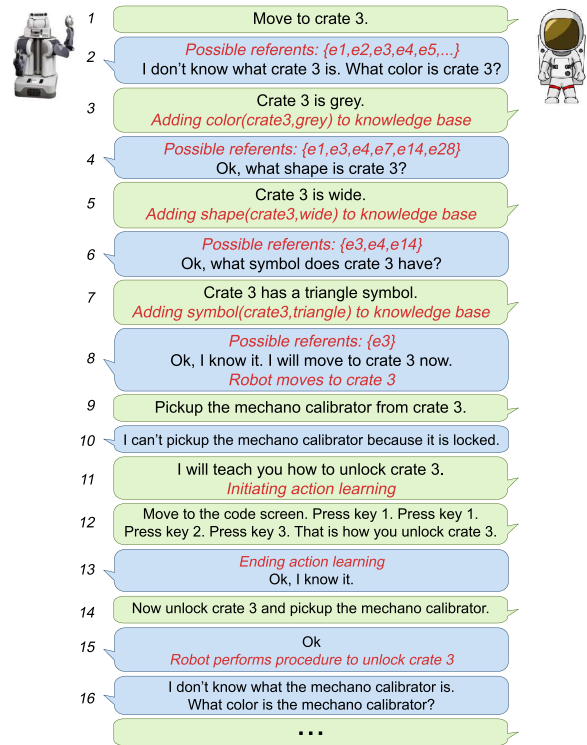 1
Move to crate 3.
2
Possible referents: {e1,e2,e3,e4,e5,...}
I don't know what crate 3 is. What color is crate 3?
3
Crate 3 is grey.
Adding color(crate3,grey) to knowledge base
4
Possible referents: {e1,e3,e4,e7,e14,e28}
Ok, what shape is crate 3?
5
Crate 3 is wide.
Adding shape(crate3,wide) to knowledge base
6
Possible referents: {e3,e4,e14}
Ok, what symbol does crate 3 have?
7
Crate 3 has a triangle symbol.
Adding symbol(crate3,triangle) to knowledge base
8
Possible referents: {e3}
Ok, I know it. I will move to crate 3 now.
Robot moves to crate 3
9
Pickup the mechano calibrator from crate 3.
10
I can't pickup the mechano calibrator because it is locked.
11
I will teach you how to unlock crate 3.
Initiating action learning
12
Move to the code screen. Press key 1. Press key 1.
Press key 2. Press key 3. That is how you unlock crate 3.
13
Ending action learning
Ok, I know it.
14
Now unlock crate 3 and pickup the mechano calibrator.
15
Ok
Robot performs procedure to unlock crate 3
16
I don't know what the mechano calibrator is.
What color is the mechano calibrator?
...